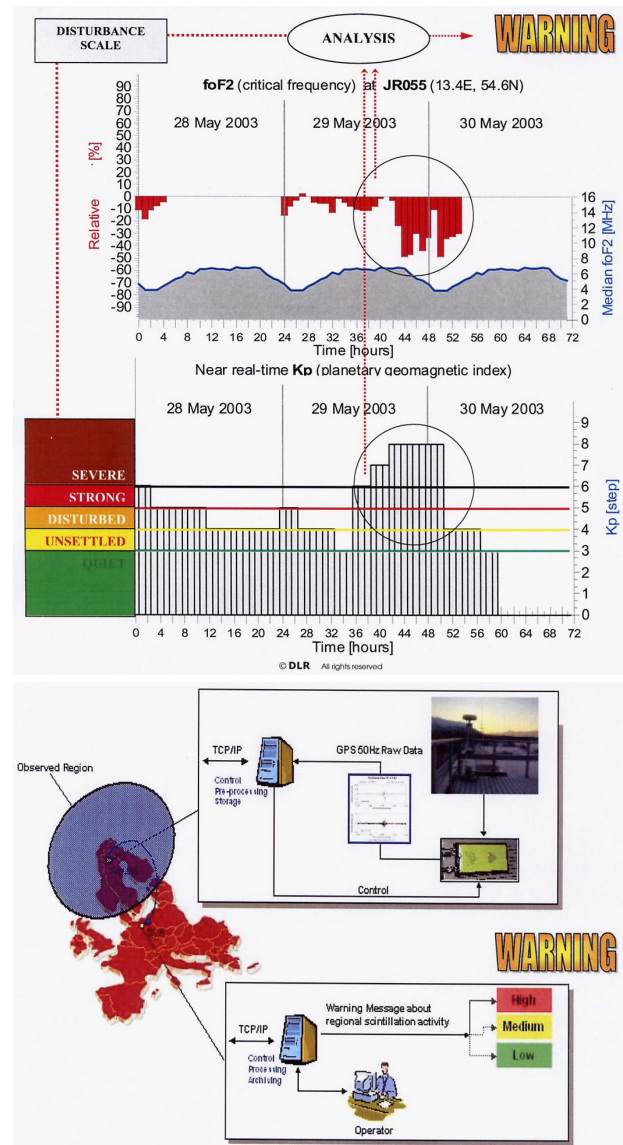 DISTURBANCE
SCALE
ANALYSIS
WARNING
foF2 (critical frequency) at JR055 (13.4E, 54.6N)
28 May 2003 29 May 2003 30 May 2003
90
80
70
60
50
40
30
20
10
0
-10
-20
-30
-40
-50
-60
-70
-80
-90
Relative [%]
16
14
12
10
8
6
4
2
0
Median foF2 [MHz]
0 4 8 12 16 20 24 28 32 36 40 44 48 52 56 60 64 68 72
Time [hours]
Near real-time Kp (planetary geomagnetic index)
28 May 2003 29 May 2003 30 May 2003
SEVERE
STRONG
DISTURBED
UNSETTLED
QUIET
9
8
7
6
5
4
3
2
1
0
Kp [step]
0 4 8 12 16 20 24 28 32 36 40 44 48 52 56 60 64 68 72
Time [hours]
© DLR All rights reserved
Observed Region
TCP/IP
Control
Pre-processing
Storage
GPS 50Hz Raw Data
Control
WARNING
TCP/IP
Control
Processing
Archiving
Warning Message about
regional scintillation activity
High
Medium
Low
Operator